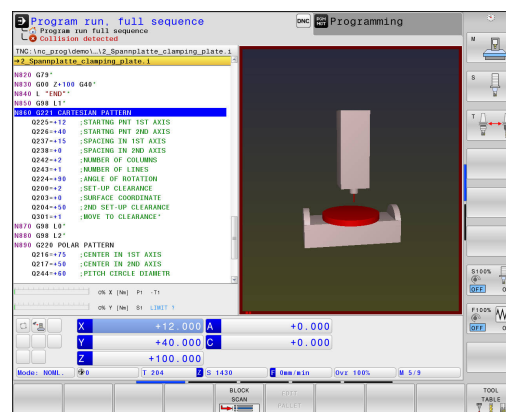 Program run, full sequence
DNC
Programming
Program run, full sequence
Collision detected
TNC:\nc_prog\demo\…\2_Spannplatte_clamping_plate.i
→2_Spannplatte_clamping_plate.i
N820 G79*
N830 G00 Z+100 G40*
N840 L "END"*
N850 G98 L1*
N860 G221 CARTESIAN PATTERN
Q225=+12 ;STARTNG PNT 1ST AXIS
Q226=+40 ;STARTNG PNT 2ND AXIS
Q237=+15 ;SPACING IN 1ST AXIS
Q238=+0 ;SPACING IN 2ND AXIS
Q242=+2 ;NUMBER OF COLUMNS
Q243=+1 ;NUMBER OF LINES
Q224=+90 ;ANGLE OF ROTATION
Q200=+2 ;SET-UP CLEARANCE
Q203=+0 ;SURFACE COORDINATE
Q204=+50 ;2ND SET-UP CLEARANCE
Q301=+1 ;MOVE TO CLEARANCE*
N870 G98 L0*
N880 G98 L2*
N890 G220 POLAR PATTERN
Q216=+75 ;CENTER IN 1ST AXIS
Q217=+50 ;CENTER IN 2ND AXIS
Q244=+60 ;PITCH CIRCLE DIAMETR
0% X [Nm] P1 -T1
0% Y [Nm] S1 LIMIT 1
X +12.000 A +0.000
Y +40.000 C +0.000
Z +100.000
Mode: NOML. 0 T 204 Z S 1430 F 0mm/min Ovr 100% M 5/9
M
S
T
S100%
OFF
F100%
OFF
BLOCK SCAN
FREE PALLET
TOOL TABLE